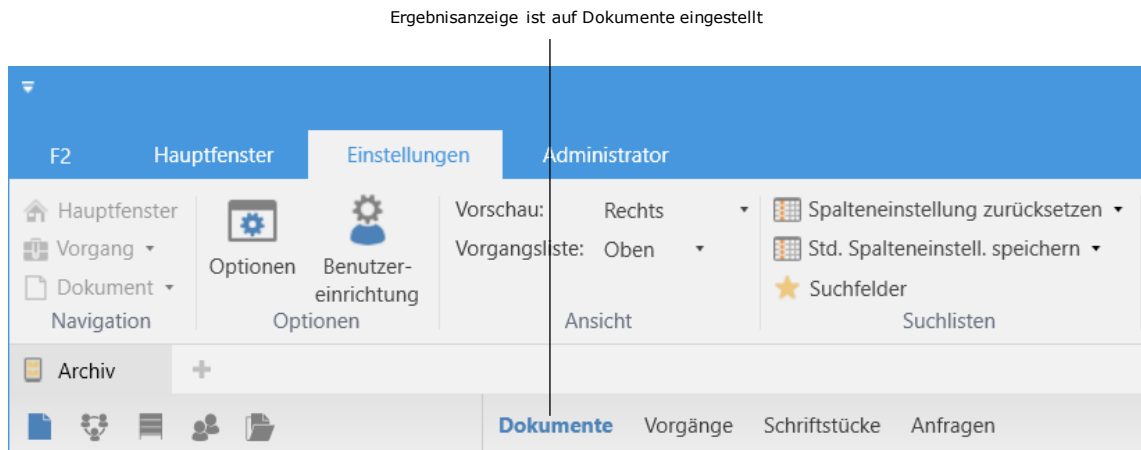 Ergebnisanzeige ist auf Dokumente eingestellt
F2 Hauptfenster Einstellungen Administrator
Hauptfenster
Vorgang
Dokument
Navigation
Optionen
Benutzer-
einrichtung
Optionen
Vorschau: Rechts
Vorgangsliste: Oben
Ansicht
Spalteneinstellung zurücksetzen
Std. Spalteneinstell. speichern
Suchfelder
Suchlisten
Archiv
Dokumente Vorgänge Schriftstücke Anfragen